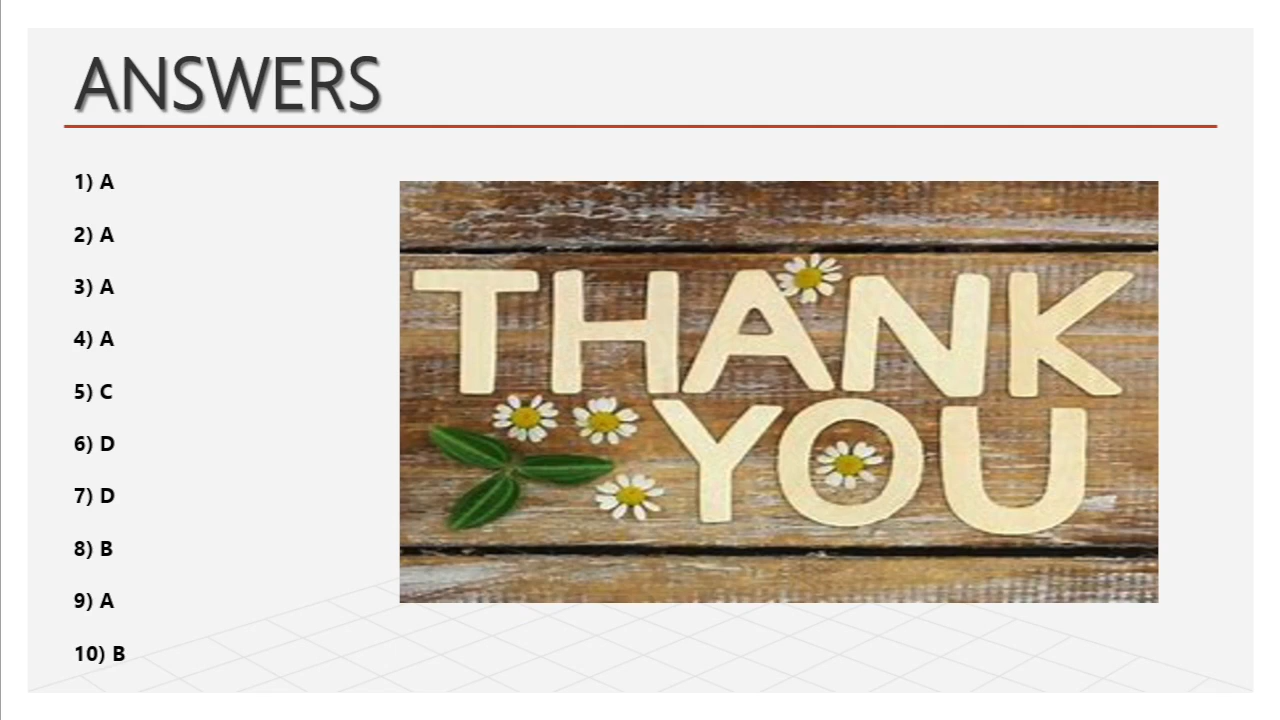 ANSWERS
1) A
2) A
3) A
4) A
5) C
6) D
7) D
8) B
9) A
10) B
THANK
YOU